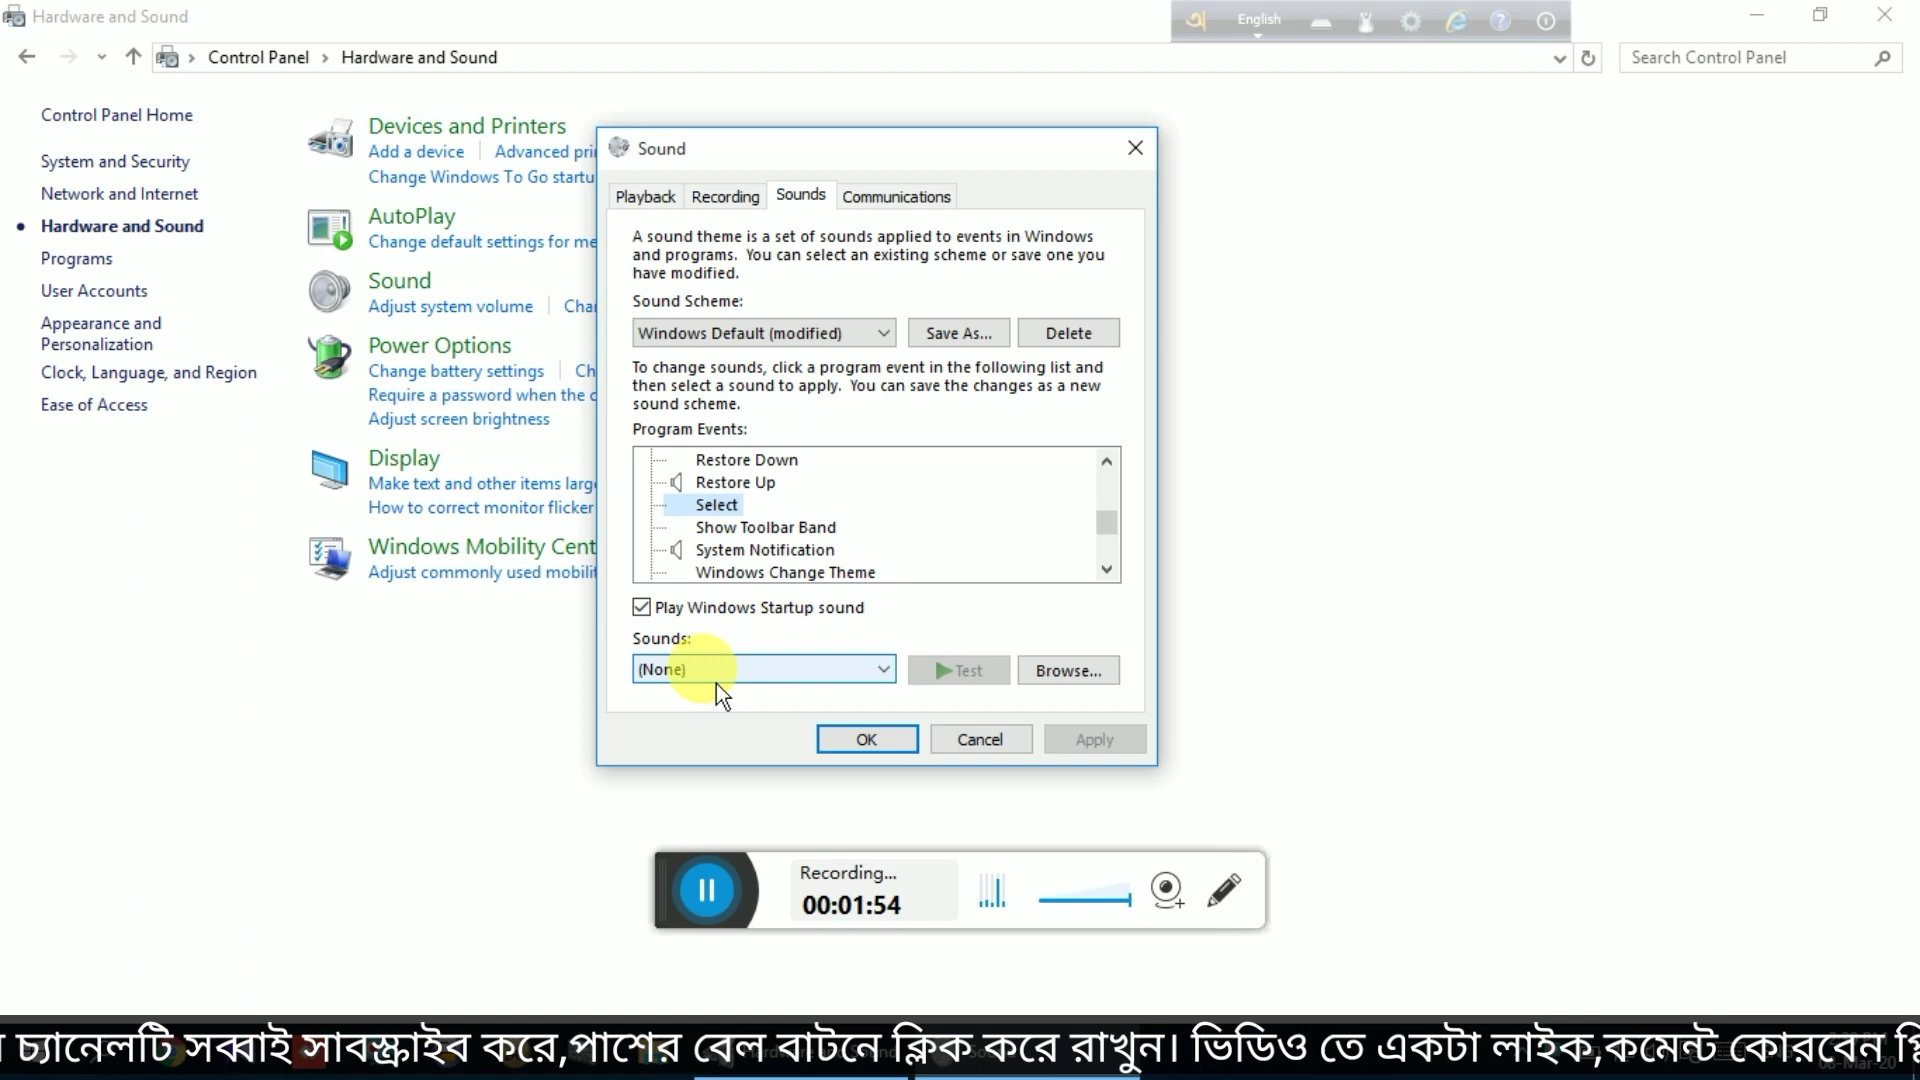 Hardware and Sound
English
Control Panel > Hardware and Sound
Search Control Panel
Control Panel Home
System and Security
Network and Internet
Hardware and Sound
Programs
User Accounts
Appearance and
Personalization
Clock, Language, and Region
Ease of Access
Devices and Printers
Add a device
Advanced pri
Change Windows To Go startu
AutoPlay
Change default settings for me
Sound
Adjust system volume
Cha
Power Options
Change battery settings
Ch
Require a password when the c
Adjust screen brightness
Display
Make text and other items larg
How to correct monitor flicker
Windows Mobility Cent
Adjust commonly used mobilit
Sound
Playback Recording Sounds Communications
A sound theme is a set of sounds applied to events in Windows
and programs. You can select an existing scheme or save one you
have modified.
Sound Scheme:
Windows Default (modified) Save As... Delete
To change sounds, click a program event in the following list and
then select a sound to apply. You can save the changes as a new
sound scheme.
Program Events:
Restore Down
Restore Up
Select
Show Toolbar Band
System Notification
Windows Change Theme
Play Windows Startup sound
Sounds:
(None) Test Browse...
OK Cancel Apply
Recording...
00:01:54
চ্যানেলটি সব্বাই সাবস্ক্রাইব করে,পাশের বেল বাটনে ক্লিক করে রাখুন। ভিডিও তে একটা লাইক,কমেন্ট কোরবেন